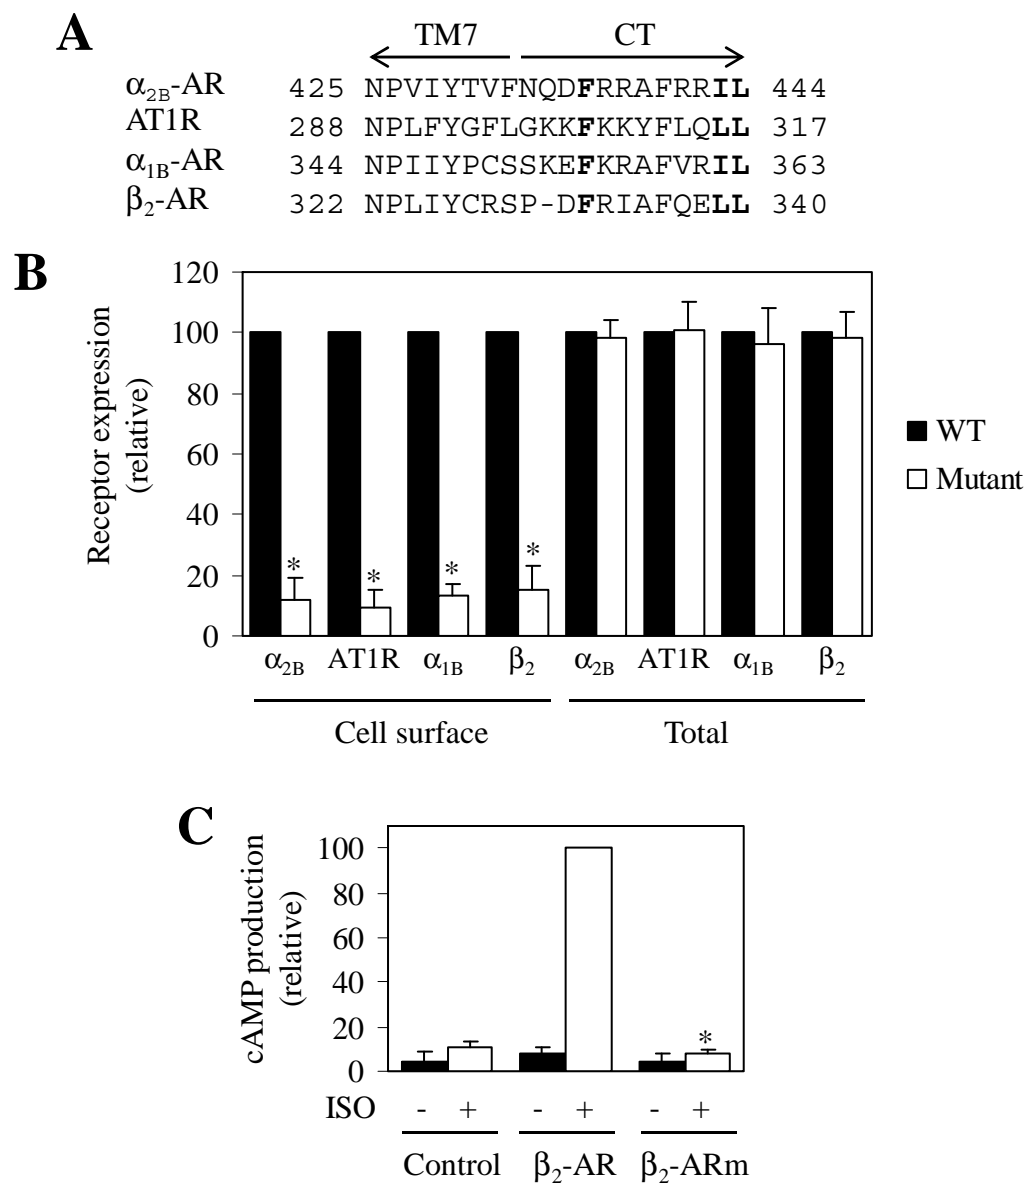 A
TM7 CT
α2B-AR 425 NPVIYTVFNQDFRRAFRRIL 444
AT1R 288 NPLFYGFLGKKFKKYFLQLL 317
α1B-AR 344 NPIIYPCSSKEFKRAFVRIL 363
β2-AR 322 NPLIYCRSP-DFRIAFQELL 340
B
Receptor expression
(relative)
120
100
80
60
40
20
0
* * * *
WT
Mutant
α2B AT1R α1B β2 α2B AT1R α1B β2
Cell surface Total
C
cAMP production
(relative)
100
80
60
40
20
0
*
ISO - + - + - +
Control β2-AR β2-ARm